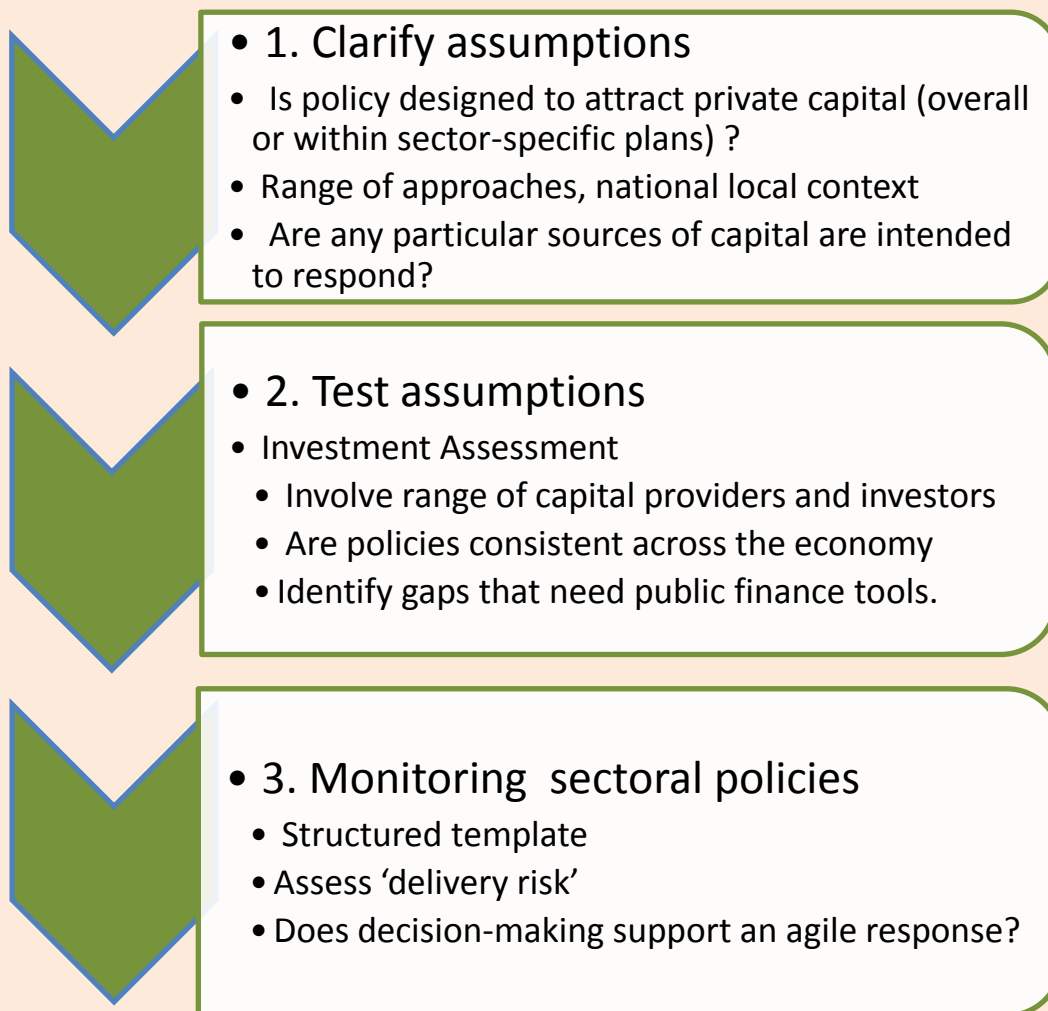 • 1. Clarify assumptions
• Is policy designed to attract private capital (overall
or within sector-specific plans) ?
• Range of approaches, national local context
• Are any particular sources of capital are intended
to respond?
• 2. Test assumptions
• Investment Assessment
• Involve range of capital providers and investors
• Are policies consistent across the economy
• Identify gaps that need public finance tools.
• 3. Monitoring sectoral policies
• Structured template
• Assess ‘delivery risk’
• Does decision-making support an agile response?